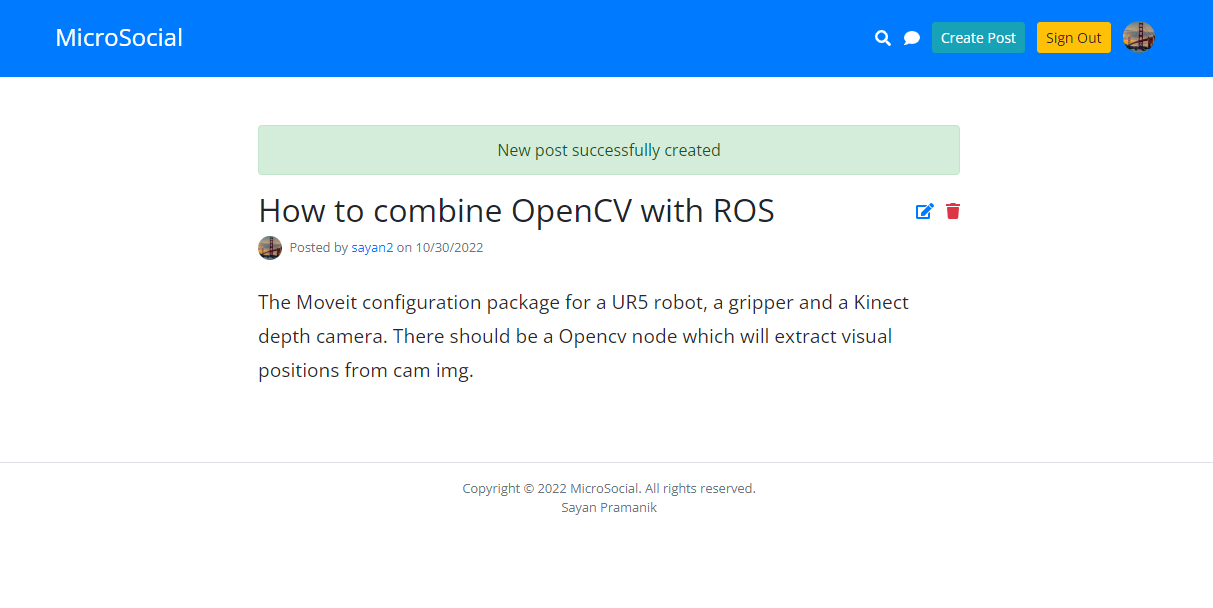 MicroSocial
Create Post
Sign Out
New post successfully created
How to combine OpenCV with ROS
Posted by sayan2 on 10/30/2022
The Moveit configuration package for a UR5 robot, a gripper and a Kinect
depth camera. There should be a Opencv node which will extract visual
positions from cam img.
Copyright © 2022 MicroSocial. All rights reserved.
Sayan Pramanik